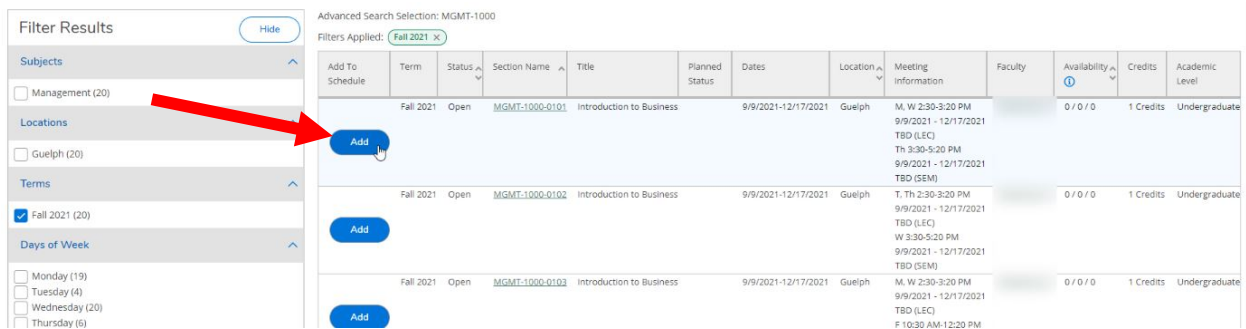 Filter Results
Hide
Subjects
Management (20)
Locations
Guelph (20)
Terms
Fall 2021 (20)
Days of Week
Monday (19)
Tuesday (4)
Wednesday (20)
Thursday (6)
Advanced Search Selection: MGMT-1000
Filters Applied: Fall 2021 ×
Add To Schedule Term Status Section Name Title Planned Status Dates Location Meeting Information Faculty Availability Credits Academic Level
Add Fall 2021 Open MGMT-1000-0101 Introduction to Business 9/9/2021-12/17/2021 Guelph M, W 2:30-3:20 PM 0 / 0 / 0 1 Credits Undergraduate
9/9/2021 - 12/17/2021
TBD (LEC)
Th 3:30-5:20 PM
9/9/2021 - 12/17/2021
TBD (SEM)
Add Fall 2021 Open MGMT-1000-0102 Introduction to Business 9/9/2021-12/17/2021 Guelph T, Th 2:30-3:20 PM 0 / 0 / 0 1 Credits Undergraduate
9/9/2021 - 12/17/2021
TBD (LEC)
W 3:30-5:20 PM
9/9/2021 - 12/17/2021
TBD (SEM)
Add Fall 2021 Open MGMT-1000-0103 Introduction to Business 9/9/2021-12/17/2021 Guelph M, W 2:30-3:20 PM 0 / 0 / 0 1 Credits Undergraduate
9/9/2021 - 12/17/2021
TBD (LEC)
F 10:30 AM-12:20 PM